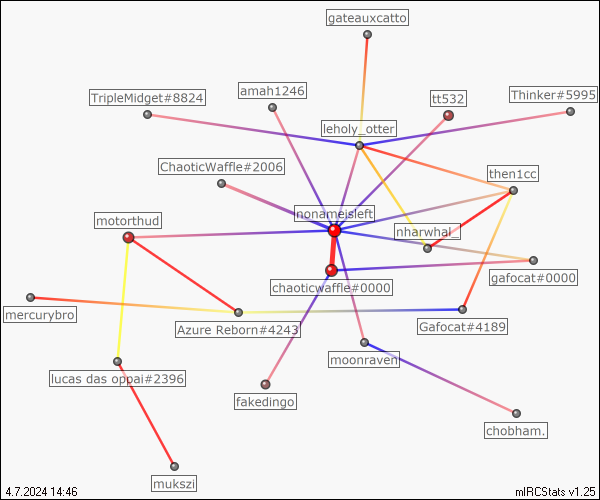 gateauxcatto
amah1246
TripleMidget#8824
tt532
Thinker#5995
leholy_otter
ChaoticWaffle#2006
then1cc
nonameisleft
motorthud
nharwhal_
gafocat#0000
chaoticwaffle#0000
mercurybro
Azure Reborn#4243
Gafocat#4189
moonraven
lucas das oppai#2396
fakedingo
chobham.
mukszi
4.7.2024 14:46
mIRCStats v1.25